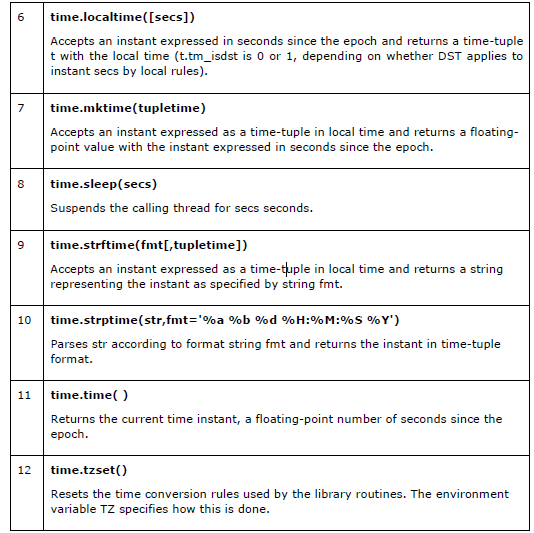 6 time.localtime([secs])
Accepts an instant expressed in seconds since the epoch and returns a time-tuple
t with the local time (t.tm_isdst is 0 or 1, depending on whether DST applies to
instant secs by local rules).
7 time.mktime(tupletime)
Accepts an instant expressed as a time-tuple in local time and returns a floating-
point value with the instant expressed in seconds since the epoch.
8 time.sleep(secs)
Suspends the calling thread for secs seconds.
9 time.strftime(fmt[,tupletime])
Accepts an instant expressed as a time-tuple in local time and returns a string
representing the instant as specified by string fmt.
10 time.strptime(str,fmt='%a %b %d %H:%M:%S %Y')
Parses str according to format string fmt and returns the instant in time-tuple
format.
11 time.time( )
Returns the current time instant, a floating-point number of seconds since the
epoch.
12 time.tzset()
Resets the time conversion rules used by the library routines. The environment
variable TZ specifies how this is done.